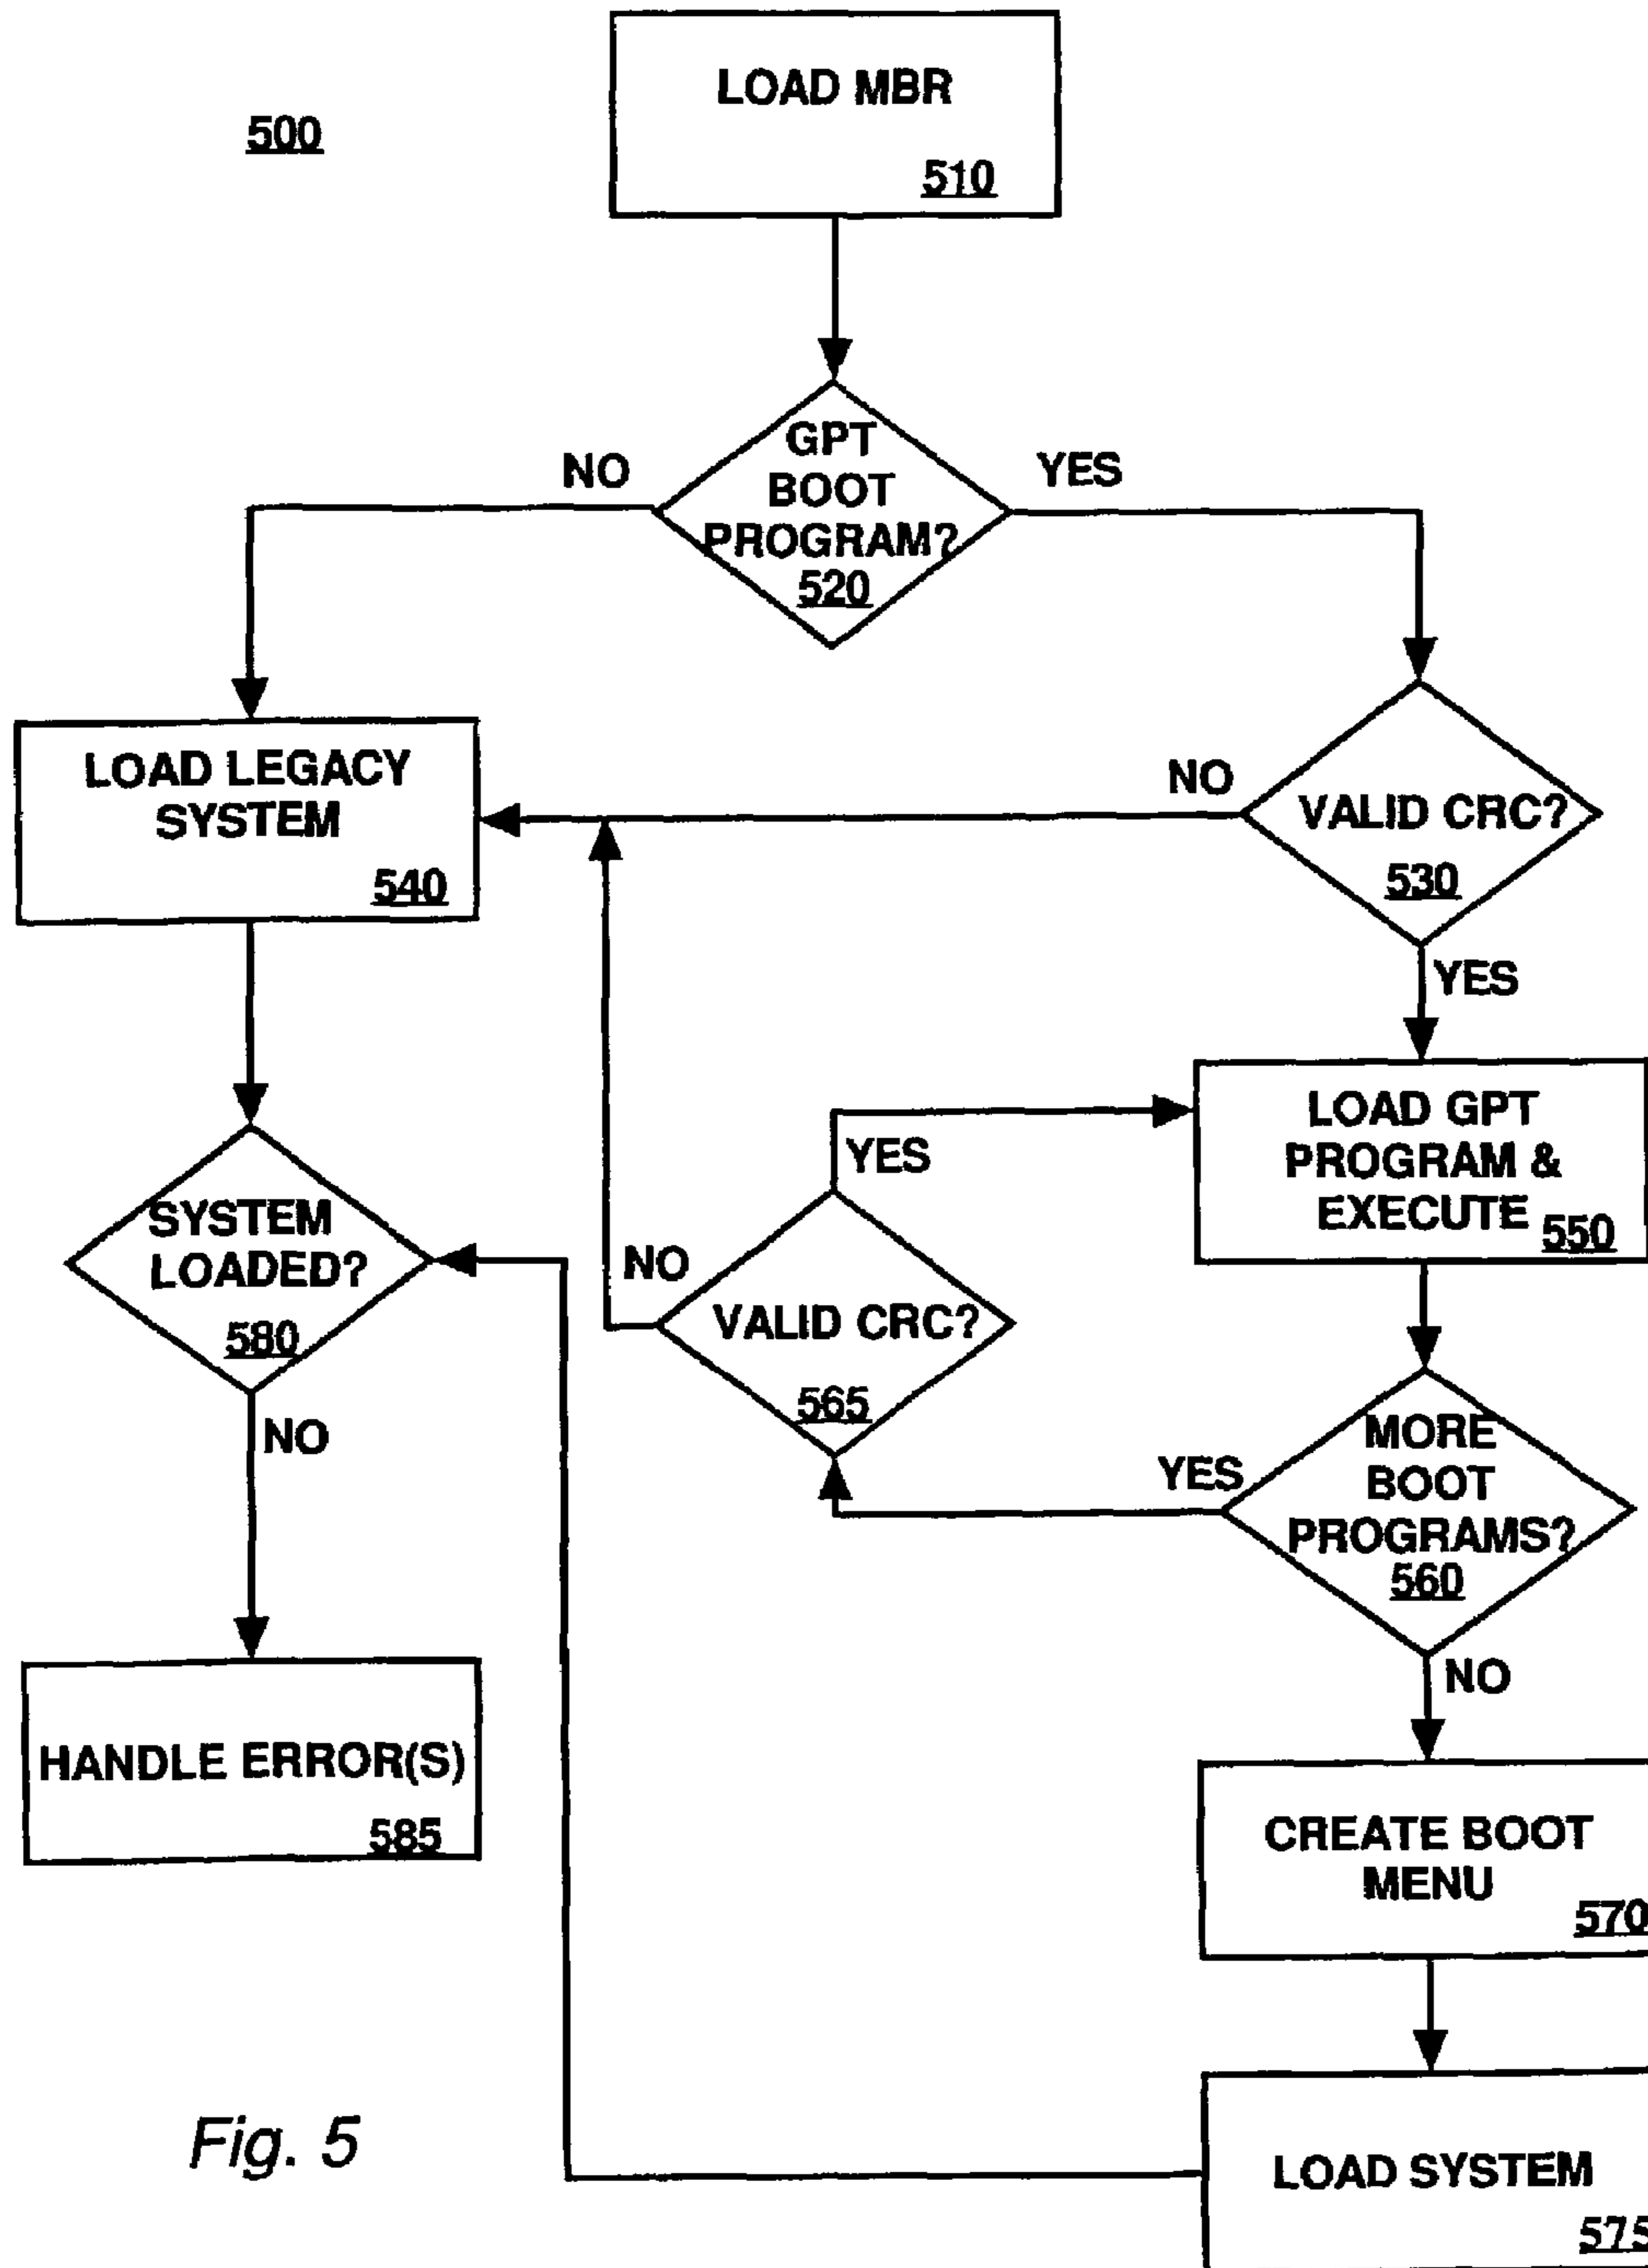 LOAD MBR
500
510
GPT
BOOT
PROGRAM?
520
NO
YES
LOAD LEGACY
SYSTEM
540
NO
VALID CRC?
530
YES
LOAD GPT
PROGRAM &
EXECUTE
550
YES
NO
VALID CRC?
565
SYSTEM
LOADED?
580
NO
MORE
BOOT
PROGRAMS?
560
YES
NO
HANDLE ERROR(S)
585
CREATE BOOT
MENU
570
LOAD SYSTEM
575
Fig. 5